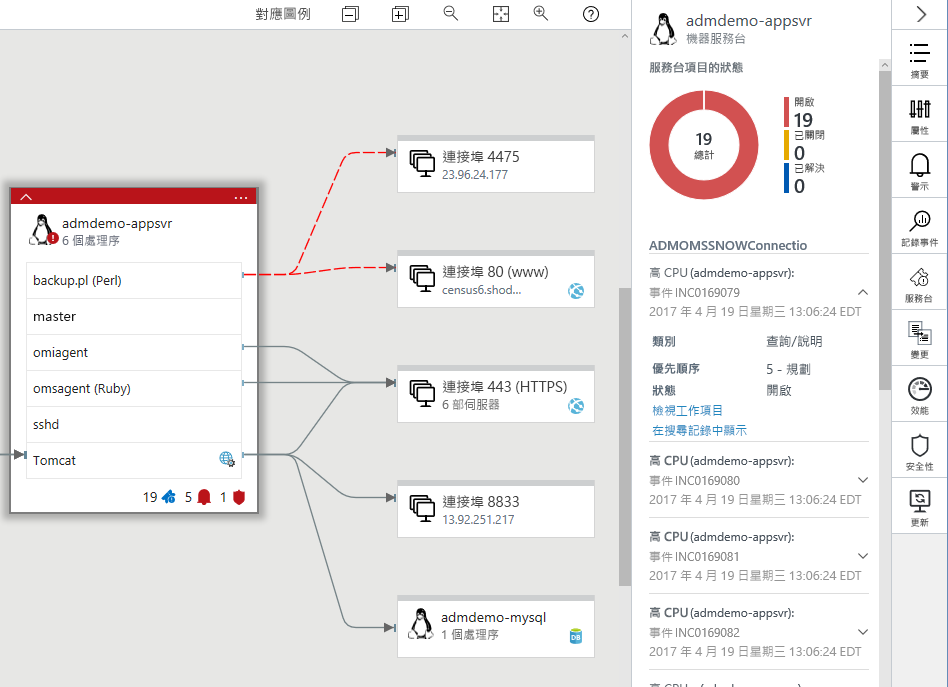 對應圖例
admdemo-appsvr
6 個處理序
backup.pl (Perl)
master
omiagent
omsagent (Ruby)
sshd
Tomcat
19 5 1
連接埠 4475
23.96.24.177
連接埠 80 (www)
census6.shod...
連接埠 443 (HTTPS)
6 部伺服器
連接埠 8833
13.92.251.217
admdemo-mysql
1 個處理序
DB
admdemo-appsvr
機器服務台
服務台項目的狀態
19
總計
開啟
19
已關閉
0
已解決
0
ADMOMSSNOWConnectio
高 CPU (admdemo-appsvr):
事件 INC0169079
2017 年 4 月 19 日星期三 13:06:24 EDT
類別 查詢/說明
優先順序 5 - 規劃
狀態 開啟
檢視工作項目
在搜尋記錄中顯示
高 CPU (admdemo-appsvr):
事件 INC0169080
2017 年 4 月 19 日星期三 13:06:24 EDT
高 CPU (admdemo-appsvr):
事件 INC0169081
2017 年 4 月 19 日星期三 13:06:24 EDT
高 CPU (admdemo-appsvr):
事件 INC0169082
2017 年 4 月 19 日星期三 13:06:24 EDT
摘要
屬性
警示
記錄事件
服務台
變更
效能
安全性
更新